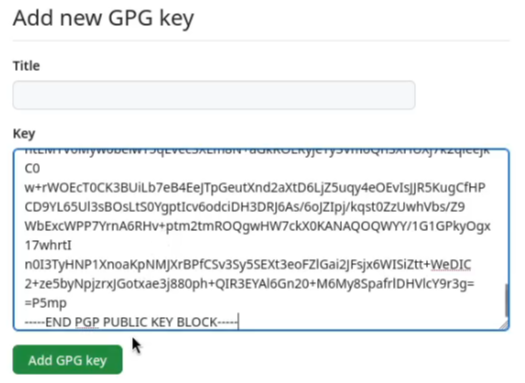 Add new GPG key
Title
Key
C0
w+rWOEcT0CK3BUiLb7eB4EeJTpGeutXnd2aXtD6LjZ5uqy4eOEvIsJJR5KugCfHP
CD9YL65Ul3sBOsLtS0YgptIcv6odciDH3DRJ6As/6oJZIpj/kqst0ZzUwhVbs/Z9
WbExcWPP7YrnA6RHv+ptm2tmROQgwHW7ckX0KANAQOQWYY/1G1GPkyOgx
17whrtI
n0I3TyHNP1XnoaKpNMJXrBPfCSv3Sy5SEXt3eoFZlGai2JFsjx6WISiZtt+WeDIC
2+ze5byNpjzrxJGotxae3j880ph+QIR3EYAl6Gn20+M6My8SpafrlDHVlcY9r3g=
=P5mp
-----END PGP PUBLIC KEY BLOCK-----
Add GPG key